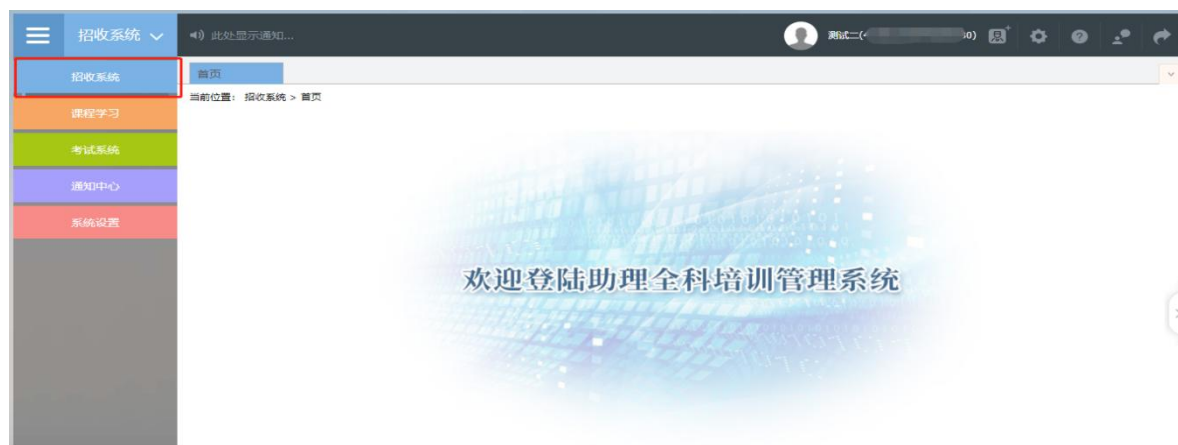 招收系统
此处显示通知...
测试二(
0)
招收系统
首页
当前位置： 招收系统 > 首页
课程学习
考试系统
通知中心
系统设置
欢迎登陆助理全科培训管理系统